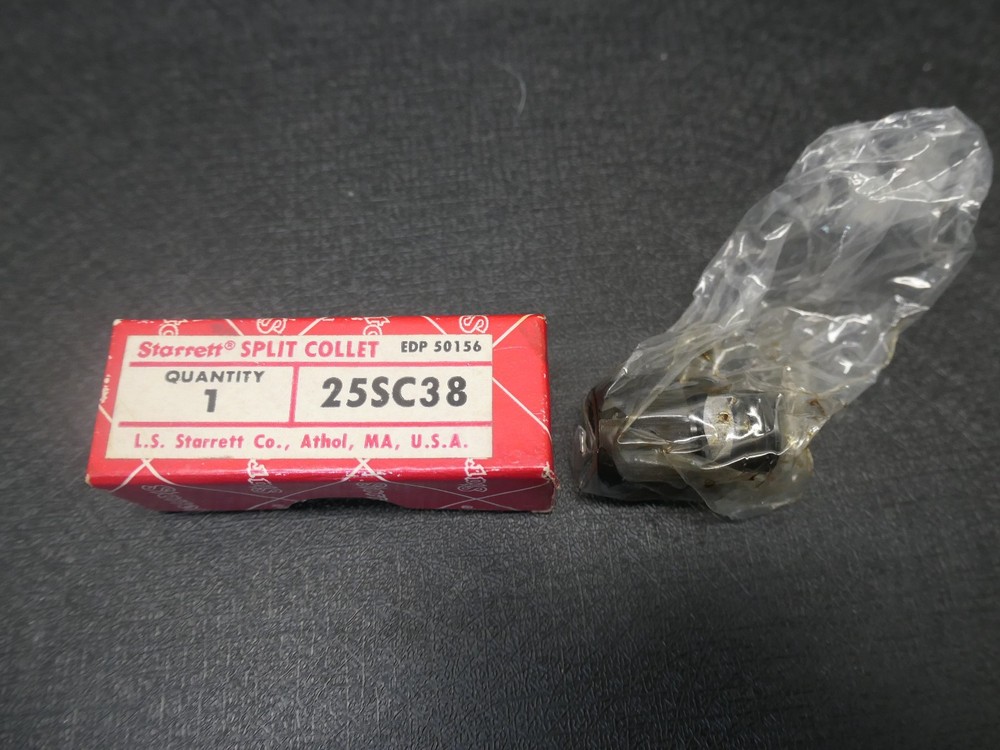 Starrett® SPLIT COLLET EDP 50156
QUANTITY
1
25SC38
L.S. Starrett Co., Athol, MA, U.S.A.